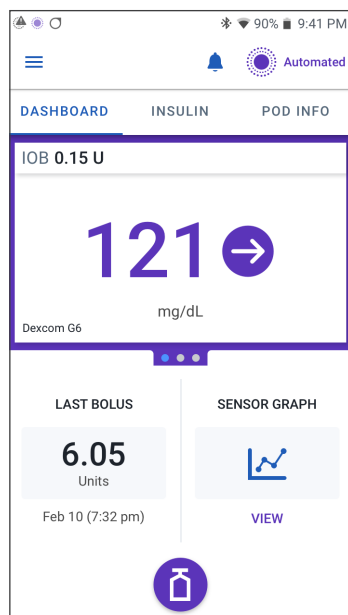 90% 9:41 PM
Automated
DASHBOARD INSULIN POD INFO
IOB 0.15 U
121
mg/dL
Dexcom G6
LAST BOLUS SENSOR GRAPH
6.05
Units
Feb 10 (7:32 pm) VIEW